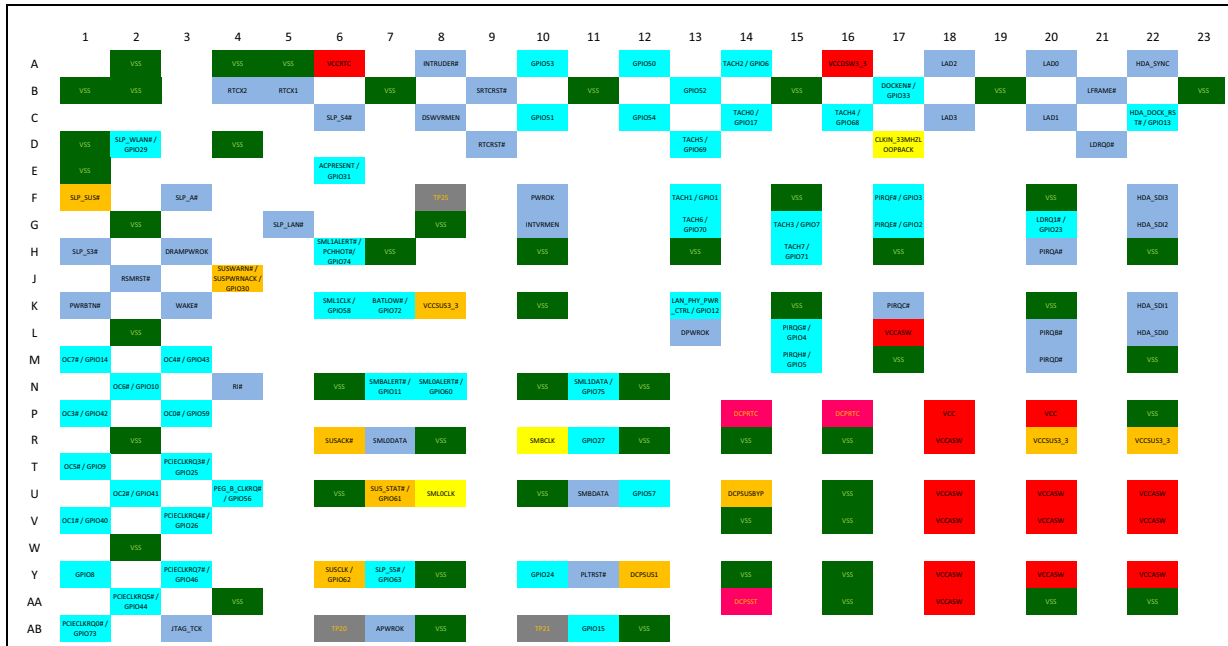 1 2 3 4 5 6 7 8 9 10 11 12 13 14 15 16 17 18 19 20 21 22 23
A VSS VSS VSS VCCRTC INTRUDER# GPIO53 GPIO50 TACH2 / GPIO6 VCCDSW3_3 LAD2 LAD0 HDA_SYNC
B VSS VSS RTCX2 RTCX1 VSS SRTCRST# VSS GPIO52 VSS DOCKEN# / GPIO33 VSS LFRAME# VSS
C SLP_S4# DSWVRMEN GPIO51 GPIO54 TACH0 / GPIO17 TACH4 / GPIO68 LAD3 LAD1 HDA_DOCK_RST# / GPIO13
D VSS SLP_WLAN# / GPIO29 VSS RTCRST# TACH5 / GPIO69 CLKIN_33MHZLOOPBACK LDRQ0#
E VSS ACPRESENT / GPIO31
F SLP_SUS# SLP_A# TP25 PWROK TACH1 / GPIO1 VSS PIRQF# / GPIO3 VSS HDA_SDI3
G VSS SLP_LAN# VSS INTVRMEN TACH6 / GPIO70 TACH3 / GPIO7 PIRQE# / GPIO2 LDRQ1# / GPIO23 HDA_SDI2
H SLP_S3# DRAMPWROK SML1ALERT# / PCHHOT# / GPIO74 VSS VSS VSS TACH7 / GPIO71 VSS PIRQA# VSS
J RSMRST# SUSWARN# / SUSPWRNACK / GPIO30
K PWRBTN# WAKE# SML1CLK / GPIO58 BATLOW# / GPIO72 VCCSUS3_3 VSS LAN_PHY_PWR_CTRL / GPIO12 VSS PIRQC# VSS HDA_SDI1
L VSS DPWROK PIRQG# / GPIO4 VCCASW PIRQB# HDA_SDI0
M OC7# / GPIO14 OC4# / GPIO43 PIRQH# / GPIO5 VSS PIRQD# VSS
N OC6# / GPIO10 RI# VSS SMBALERT# / GPIO11 SML0ALERT# / GPIO60 VSS SML1DATA / GPIO75 VSS
P OC3# / GPIO42 OC0# / GPIO59 DCPRTC DCPRTC VCC VCC VSS
R VSS SUSACK# SML0DATA VSS SMBCLK GPIO27 VSS VSS VSS VCCASW VCCSUS3_3 VCCSUS3_3
T OC5# / GPIO9 PCIECLKRQ3# / GPIO25
U OC2# / GPIO41 PEG_B_CLKRQ# / GPIO56 VSS SUS_STAT# / GPIO61 SML0CLK VSS SMBDATA GPIO57 DCPSUSBYP VSS VCCASW VCCASW VCCASW
V OC1# / GPIO40 PCIECLKRQ4# / GPIO26 VSS VSS VCCASW VCCASW VCCASW
W VSS
Y GPIO8 PCIECLKRQ7# / GPIO46 SUSCLK / GPIO62 SLP_S5# / GPIO63 VSS GPIO24 PLTRST# DCPSUS1 VSS VSS VCCASW VCCASW VCCASW
AA PCIECLKRQ5# / GPIO44 VSS DCPSST VSS VCCASW VSS VSS
AB PCIECLKRQ0# / GPIO73 JTAG_TCK TP20 APWROK VSS TP21 GPIO15 VSS